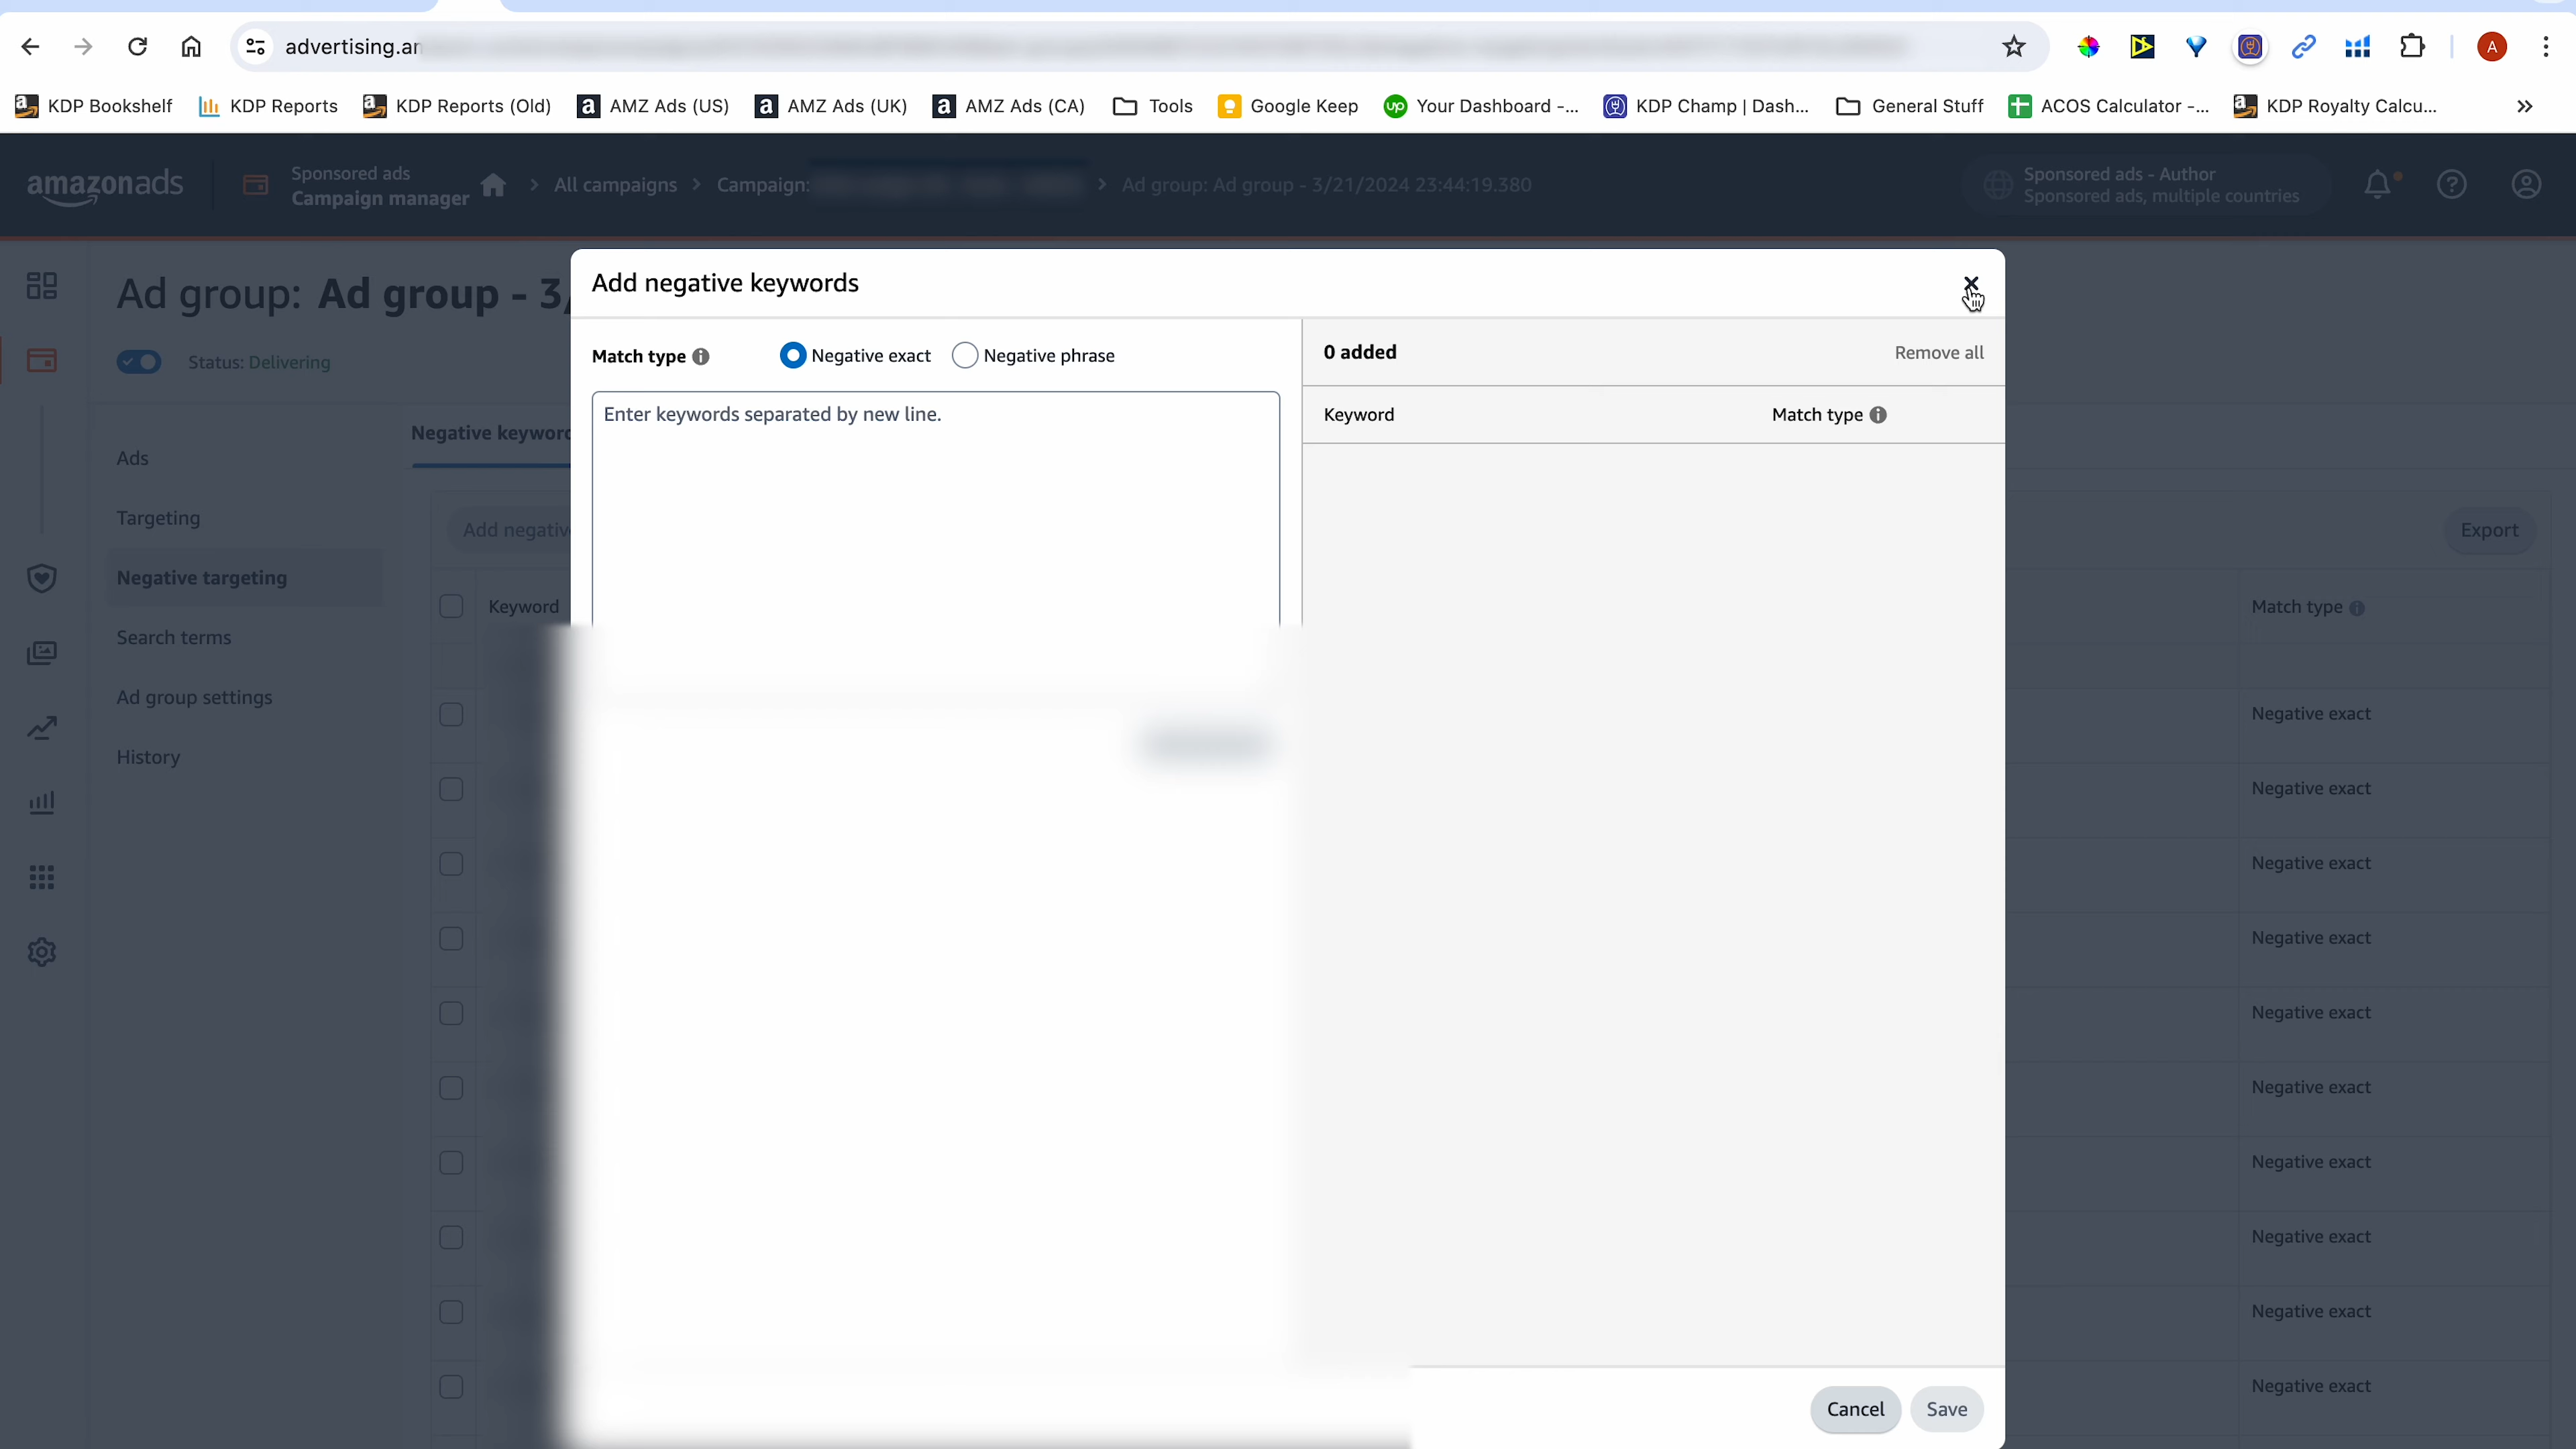 advertising.am
KDP Bookshelf
KDP Reports
KDP Reports (Old)
AMZ Ads (US)
AMZ Ads (UK)
AMZ Ads (CA)
Tools
Google Keep
Your Dashboard -...
KDP Champ | Dash...
General Stuff
ACOS Calculator -...
KDP Royalty Calcu...
A
amazonads
Sponsored ads
Campaign manager
All campaigns
Campaign:
Ad group: Ad group - 3/21/2024 23:44:19.380
Sponsored ads - Author
Sponsored ads, multiple countries
Ad group: Ad group - 3/
Status: Delivering
Ads
Targeting
Negative targeting
Search terms
Ad group settings
History
Negative keyword
Add negative
Export
Keyword
Match type
Negative exact
Negative exact
Negative exact
Negative exact
Negative exact
Negative exact
Negative exact
Negative exact
Negative exact
Negative exact
Add negative keywords
Match type
Negative exact
Negative phrase
Enter keywords separated by new line.
0 added
Remove all
Keyword
Match type
Cancel
Save